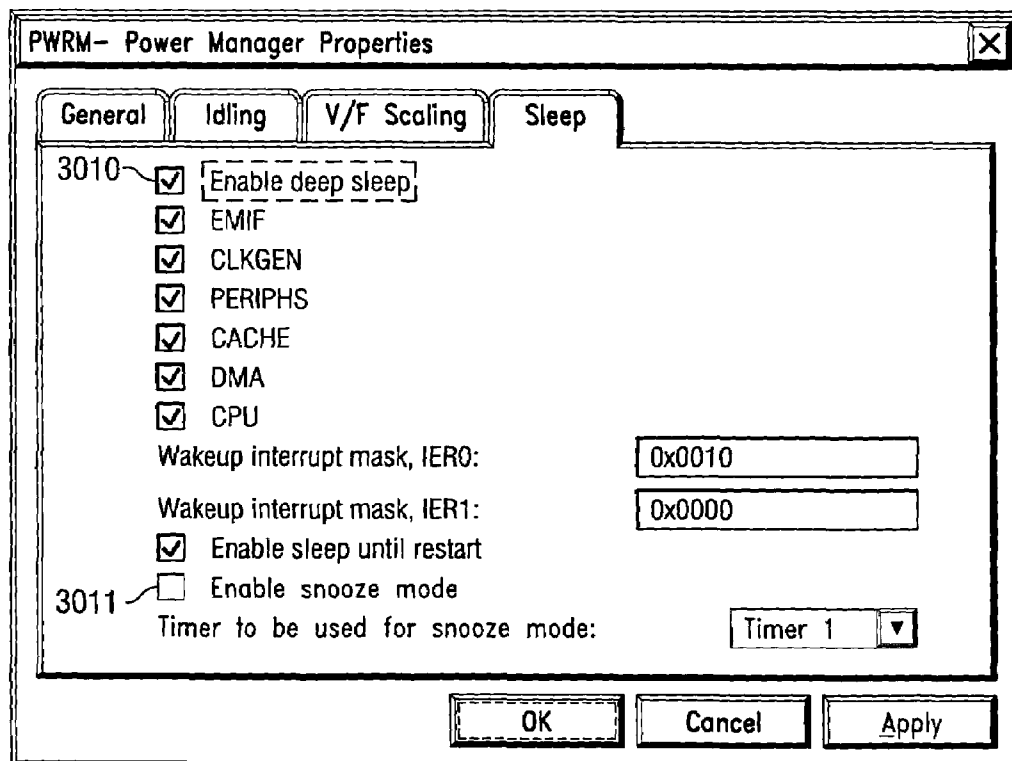 PWRM- Power Manager Properties
General Idling V/F Scaling Sleep
3010 Enable deep sleep
EMIF
CLKGEN
PERIPHS
CACHE
DMA
CPU
Wakeup interrupt mask, IER0: 0x0010
Wakeup interrupt mask, IER1: 0x0000
Enable sleep until restart
3011 Enable snooze mode
Timer to be used for snooze mode: Timer 1
OK Cancel Apply